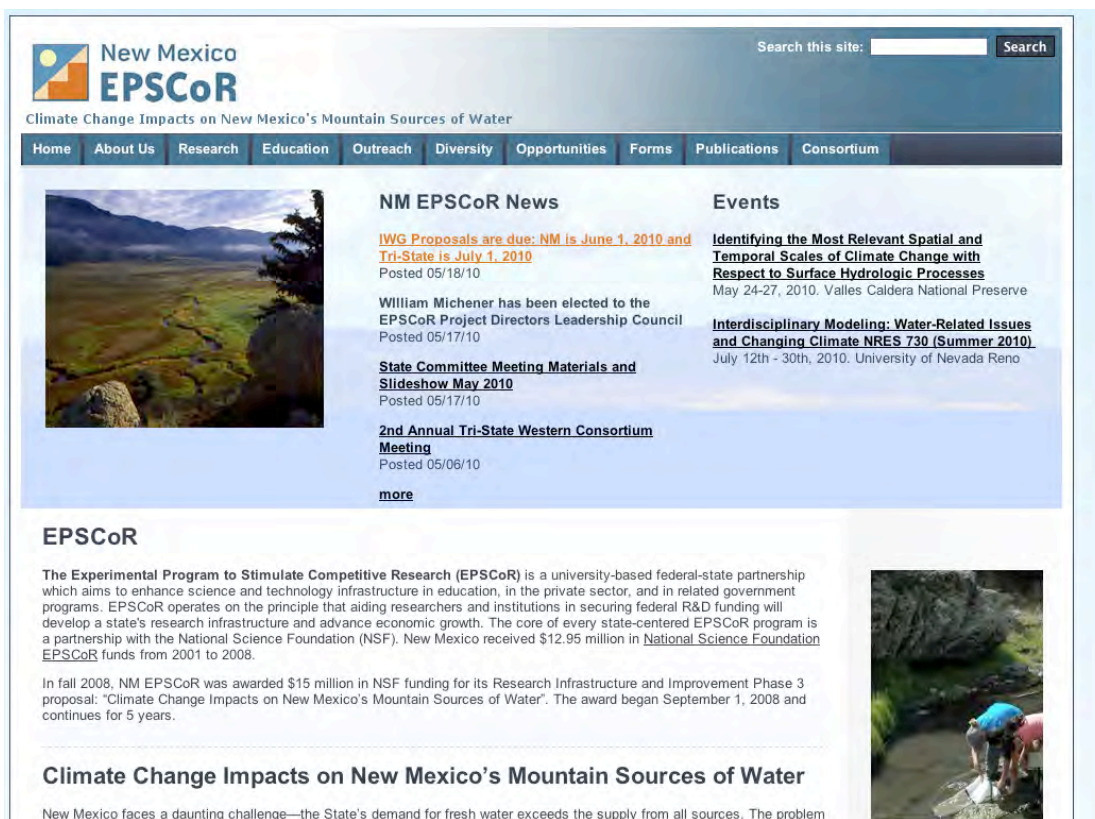 New Mexico
EPSCoR
Search this site:
Search
Climate Change Impacts on New Mexico's Mountain Sources of Water
Home About Us Research Education Outreach Diversity Opportunities Forms Publications Consortium
NM EPSCoR News
IWG Proposals are due: NM is June 1, 2010 and
Tri-State is July 1, 2010
Posted 05/18/10
WIlliam Michener has been elected to the
EPSCoR Project Directors Leadership Council
Posted 05/17/10
State Committee Meeting Materials and
Slideshow May 2010
Posted 05/17/10
2nd Annual Tri-State Western Consortium
Meeting
Posted 05/06/10
more
Events
Identifying the Most Relevant Spatial and
Temporal Scales of Climate Change with
Respect to Surface Hydrologic Processes
May 24-27, 2010. Valles Caldera National Preserve
Interdisciplinary Modeling: Water-Related Issues
and Changing Climate NRES 730 (Summer 2010)
July 12th - 30th, 2010. University of Nevada Reno
EPSCoR
The Experimental Program to Stimulate Competitive Research (EPSCoR) is a university-based federal-state partnership
which aims to enhance science and technology infrastructure in education, in the private sector, and in related government
programs. EPSCoR operates on the principle that aiding researchers and institutions in securing federal R&D funding will
develop a state's research infrastructure and advance economic growth. The core of every state-centered EPSCoR program is
a partnership with the National Science Foundation (NSF). New Mexico received $12.95 million in National Science Foundation
EPSCoR funds from 2001 to 2008.
In fall 2008, NM EPSCoR was awarded $15 million in NSF funding for its Research Infrastructure and Improvement Phase 3
proposal: “Climate Change Impacts on New Mexico’s Mountain Sources of Water”. The award began September 1, 2008 and
continues for 5 years.
Climate Change Impacts on New Mexico’s Mountain Sources of Water
New Mexico faces a daunting challenge—the State’s demand for fresh water exceeds the supply from all sources. The problem